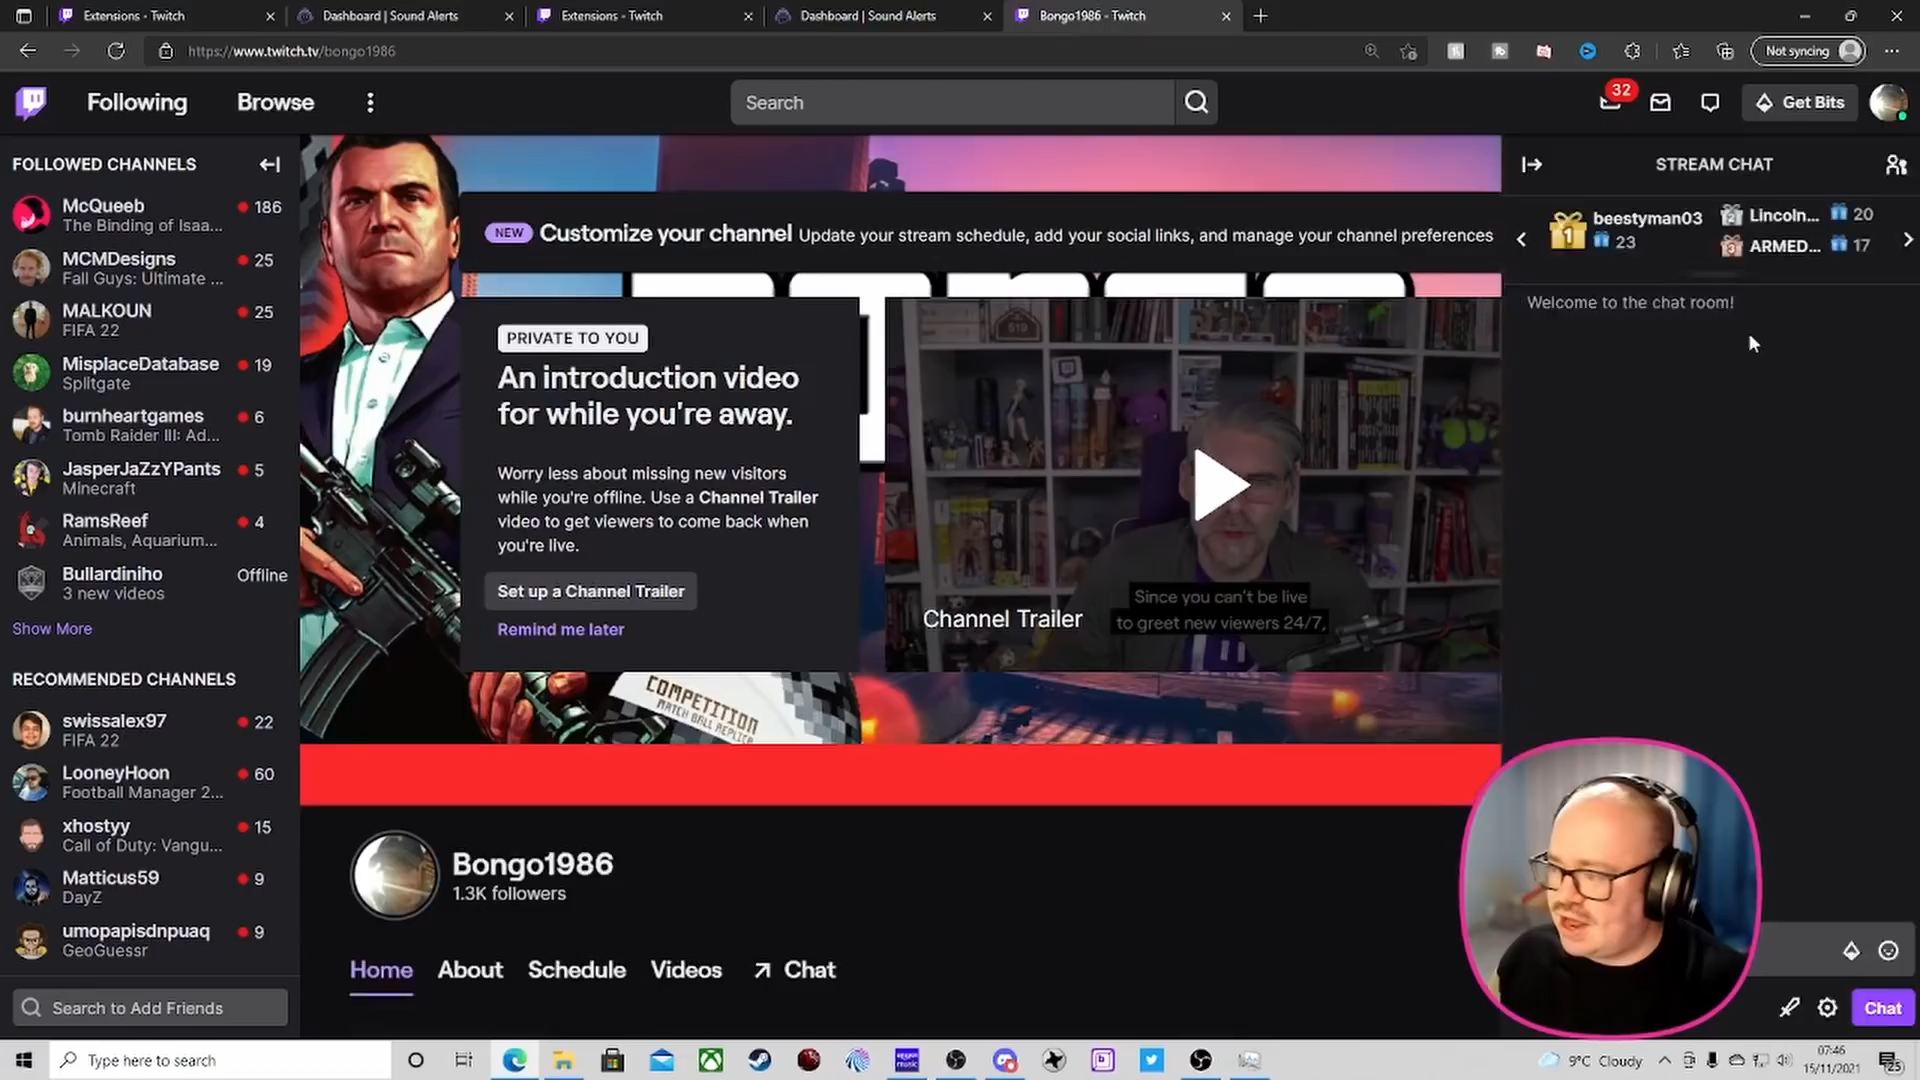 Extensions - Twitch
Dashboard | Sound Alerts
Extensions - Twitch
Dashboard | Sound Alerts
Bongo1986 - Twitch
https://www.twitch.tv/bongo1986
Not syncing
Following
Browse
Search
32
Get Bits
FOLLOWED CHANNELS
McQueeb
186
The Binding of Isaa...
MCMDesigns
25
Fall Guys: Ultimate ...
MALKOUN
25
FIFA 22
MisplaceDatabase
19
Splitgate
burnheartgames
6
Tomb Raider III: Ad...
JasperJaZzYPants
5
Minecraft
RamsReef
4
Animals, Aquarium...
Bullardiniho
Offline
3 new videos
Show More
RECOMMENDED CHANNELS
swissalex97
22
FIFA 22
LooneyHoon
60
Football Manager 2...
xhostyy
15
Call of Duty: Vangu...
Matticus59
9
DayZ
umopapisdnpuaq
9
GeoGuessr
Search to Add Friends
NEW Customize your channel Update your stream schedule, add your social links, and manage your channel preferences
PRIVATE TO YOU
An introduction video
for while you're away.
Worry less about missing new visitors
while you're offline. Use a Channel Trailer
video to get viewers to come back when
you're live.
Set up a Channel Trailer
Remind me later
Channel Trailer
Since you can't be live
to greet new viewers 24/7,
COMPETITION
MATCH BALL REPLICA
Bongo1986
1.3K followers
Home
About
Schedule
Videos
Chat
STREAM CHAT
1
beestyman03
23
2
Lincoln...
20
3
ARMED...
17
Welcome to the chat room!
Chat
Type here to search
amazon
music
9°C Cloudy
07:46
15/11/2021
25